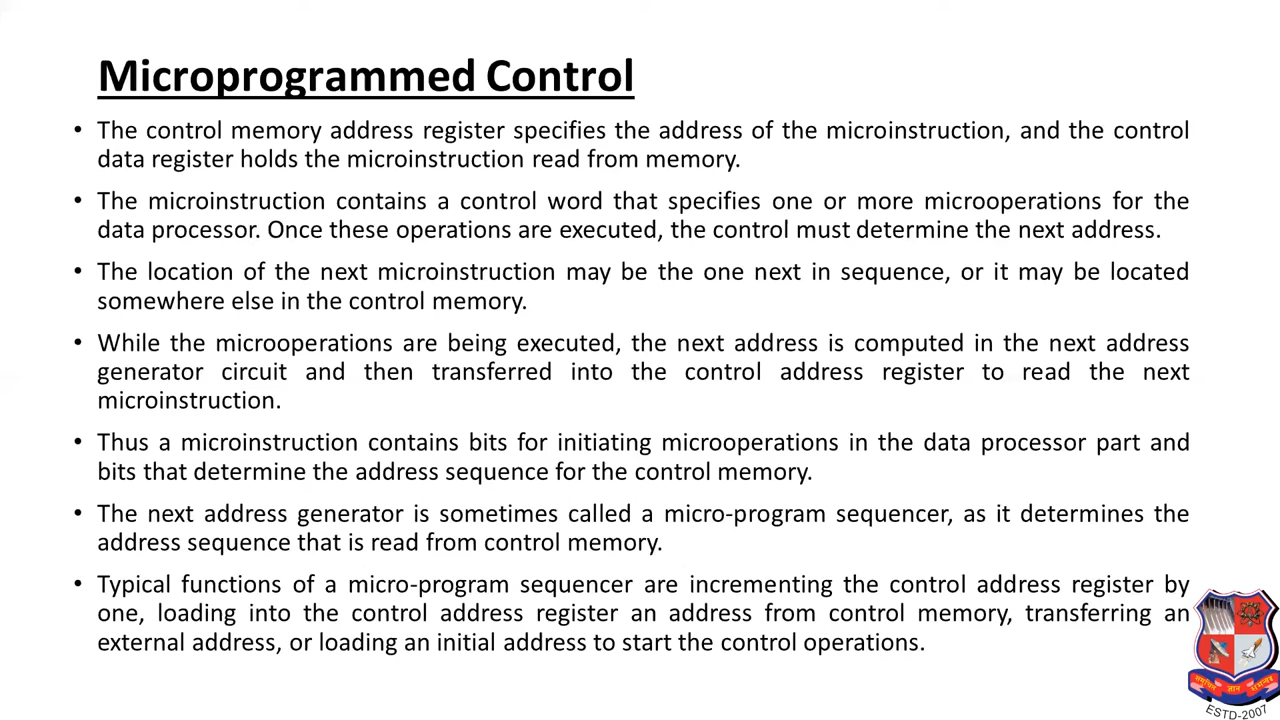 Microprogrammed Control
• The control memory address register specifies the address of the microinstruction, and the control
data register holds the microinstruction read from memory.
• The microinstruction contains a control word that specifies one or more microoperations for the
data processor. Once these operations are executed, the control must determine the next address.
• The location of the next microinstruction may be the one next in sequence, or it may be located
somewhere else in the control memory.
• While the microoperations are being executed, the next address is computed in the next address
generator circuit and then transferred into the control address register to read the next
microinstruction.
• Thus a microinstruction contains bits for initiating microoperations in the data processor part and
bits that determine the address sequence for the control memory.
• The next address generator is sometimes called a micro-program sequencer, as it determines the
address sequence that is read from control memory.
• Typical functions of a micro-program sequencer are incrementing the control address register by
one, loading into the control address register an address from control memory, transferring an
external address, or loading an initial address to start the control operations.
ESTD-2007